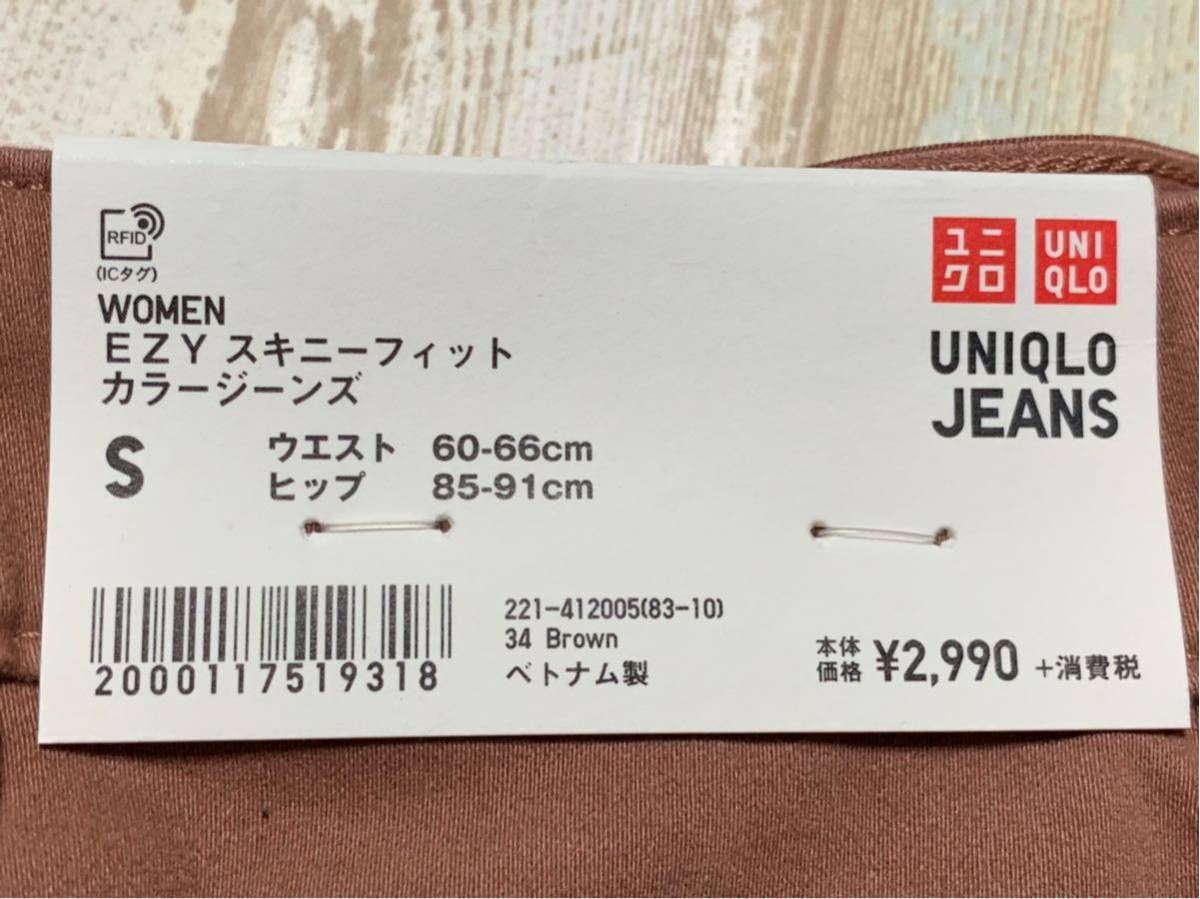 RFID
(ICタグ)
WOMEN
ＥＺＹ スキニーフィット
カラージーンズ
S
ウエスト 60-66cm
ヒップ 85-91cm
2000117519318
221-412005(83-10)
34 Brown
ベトナム製
ユニ
クロ
UNI
QLO
UNIQLO
JEANS
本体
価格 ¥2,990 +消費税